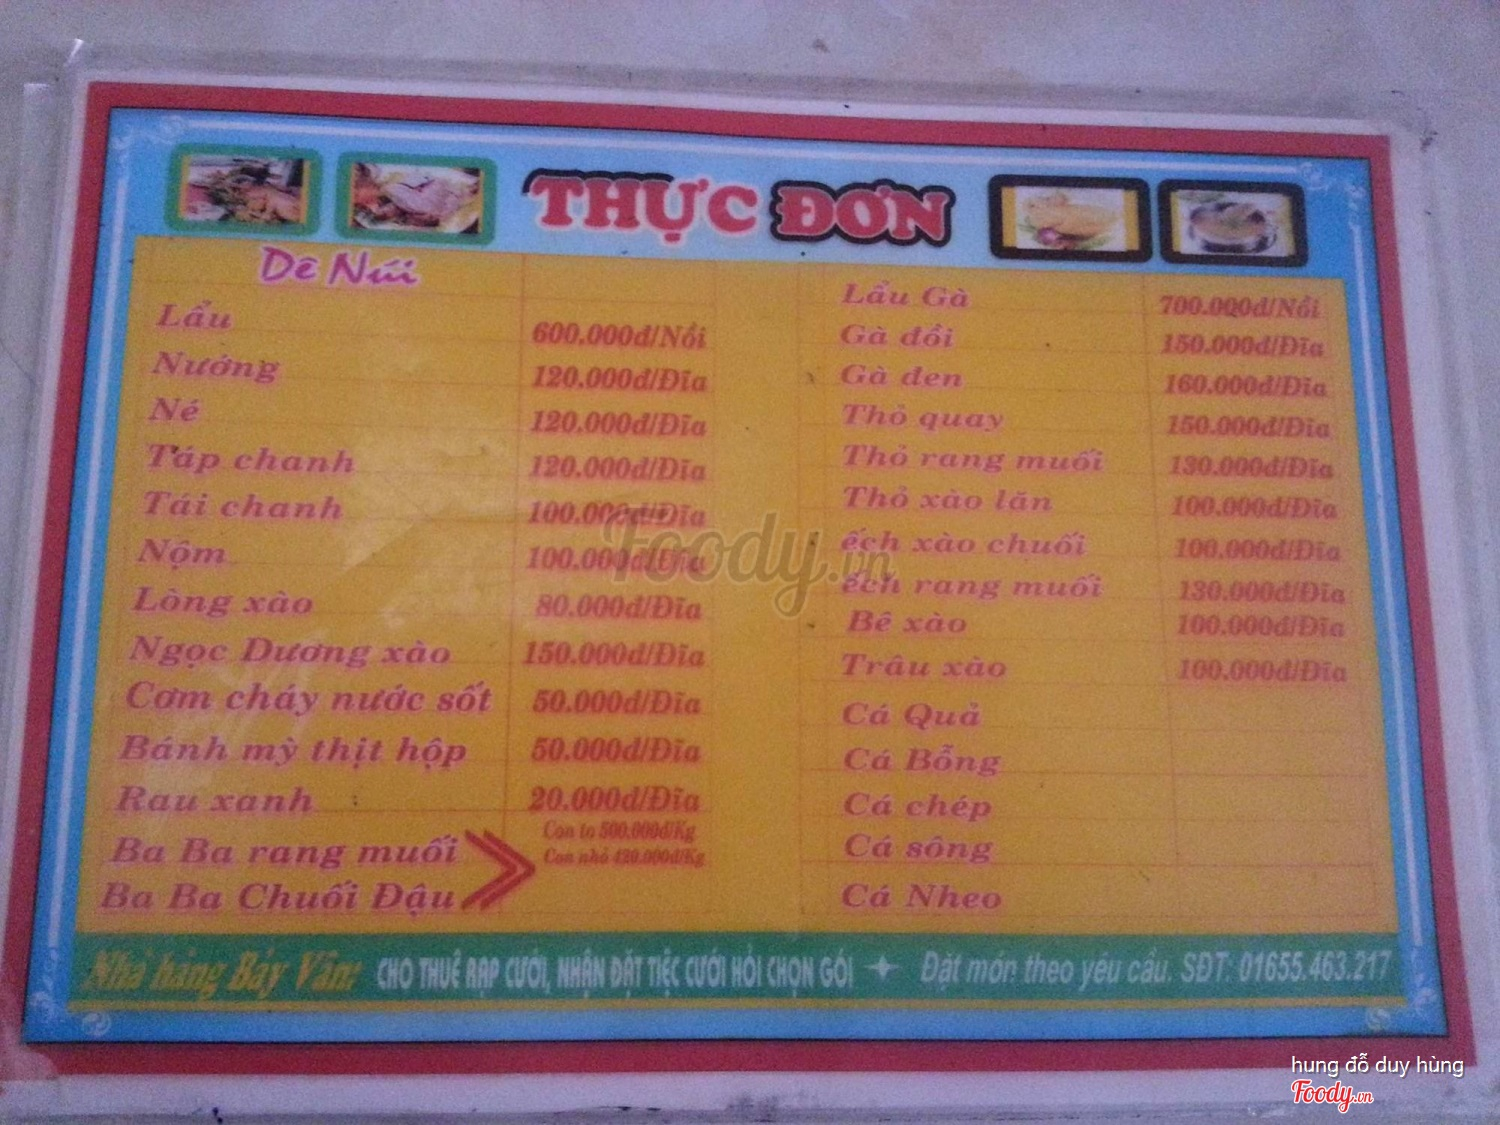 THỰC ĐƠN
Dê Núi
Lẩu 600.000đ/Nồi
Nướng 120.000đ/Đĩa
Né 120.000đ/Đĩa
Táp chanh 120.000đ/Đĩa
Tái chanh 100.000đ/Đĩa
Nộm 100.000đ/Đĩa
Lòng xào 80.000đ/Đĩa
Ngọc Dương xào 150.000đ/Đĩa
Cơm cháy nước sốt 50.000đ/Đĩa
Bánh mỳ thịt hộp 50.000đ/Đĩa
Rau xanh 20.000đ/Đĩa
Ba Ba rang muối
Ba Ba Chuối Đậu
Con to 500.000đ/Kg
Con nhỏ 420.000đ/Kg
Lẩu Gà 700.000đ/Nồi
Gà đồi 150.000đ/Đĩa
Gà đen 160.000đ/Đĩa
Thỏ quay 150.000đ/Đĩa
Thỏ rang muối 130.000đ/Đĩa
Thỏ xào lăn 100.000đ/Đĩa
ếch xào chuối 100.000đ/Đĩa
ếch rang muối 130.000đ/Đĩa
Bê xào 100.000đ/Đĩa
Trâu xào 100.000đ/Đĩa
Cá Quả
Cá Bỗng
Cá chép
Cá sông
Cá Nheo
Nhà hàng Bảy Vân: CHO THUÊ RẠP CƯỚI, NHẬN ĐẶT TIỆC CƯỚI HỎI CHỌN GÓI + Đặt món theo yêu cầu. SĐT: 01655.463.217
Foody.vn
hung đỗ duy hùng
Foody.vn